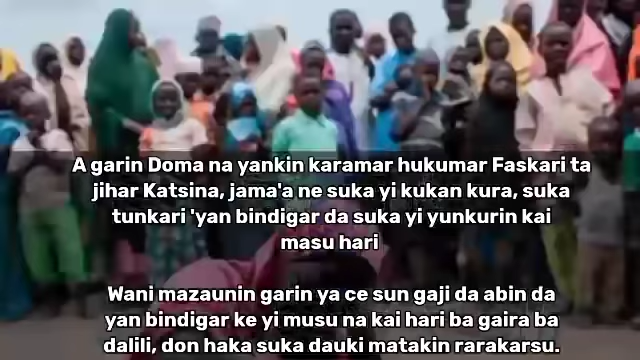 A garin Doma na yankin karamar hukumar Faskari ta
jihar Katsina, jama'a ne suka yi kukan kura, suka
tunkari 'yan bindigar da suka yi yunkurin kai
masu hari
Wani mazaunin garin ya ce sun gaji da abin da
yan bindigar ke yi musu na kai hari ba gaira ba
dalili, don haka suka dauki matakin rarakarsu.